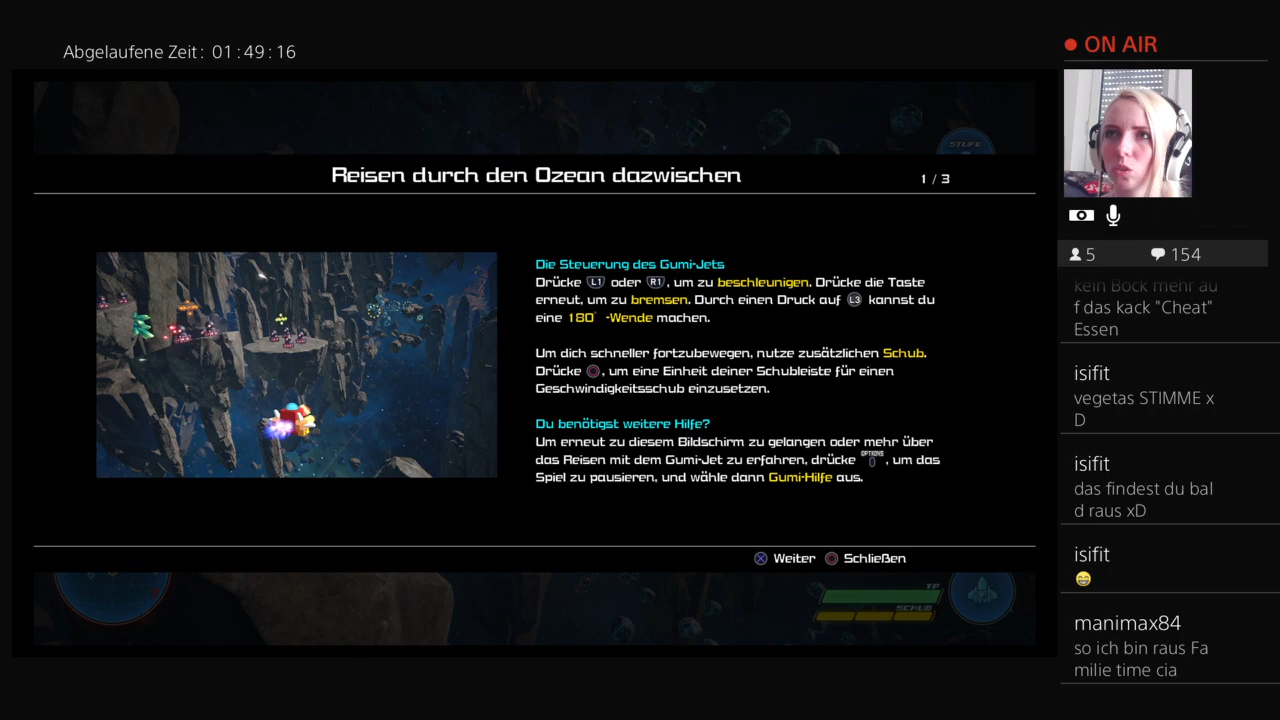 Abgelaufene Zeit: 01:49:16
ON AIR
STUFE
Reisen durch den Ozean dazwischen
1 / 3
Die Steuerung des Gumi-Jets
Drücke L1 oder R1, um zu beschleunigen. Drücke die Taste
erneut, um zu bremsen. Durch einen Druck auf L3 kannst du
eine 180° -Wende machen.
Um dich schneller fortzubewegen, nutze zusätzlichen Schub.
Drücke ○, um eine Einheit deiner Schubleiste für einen
Geschwindigkeitsschub einzusetzen.
Du benötigst weitere Hilfe?
Um erneut zu diesem Bildschirm zu gelangen oder mehr über
das Reisen mit dem Gumi-Jet zu erfahren, drücke OPTIONS, um das
Spiel zu pausieren, und wähle dann Gumi-Hilfe aus.
Weiter Schließen
TP
SCHUB
5 154
kein Bock mehr au
f das kack "Cheat"
Essen
isifit
vegetas STIMME x
D
isifit
das findest du bal
d raus xD
isifit
😄
manimax84
so ich bin raus Fa
milie time cia